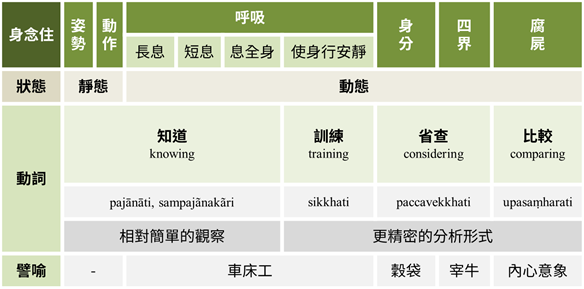 身念住 姿勢 動作 呼吸 身分 四界 腐屍
長息 短息 息全身 使身行安靜
狀態 靜態 動態
動詞 知道 訓練 省查 比較
knowing training considering comparing
pajānāti, sampajānakāri sikkhati paccavekkhati upasaṃharati
相對簡單的觀察 更精密的分析形式
譬喻 - 車床工 穀袋 宰牛 內心意象